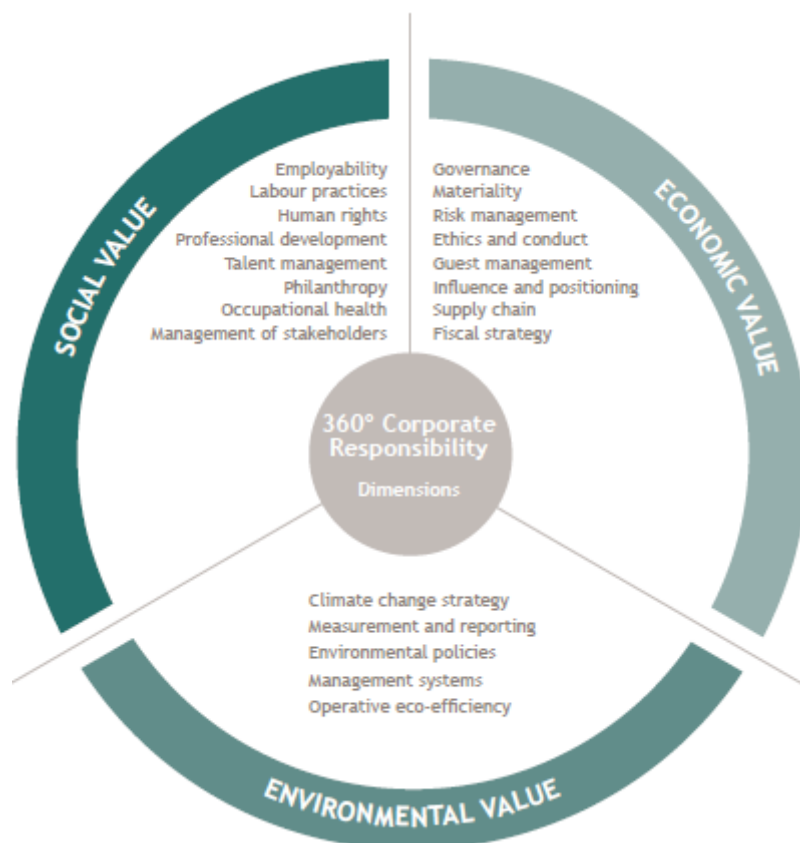 SOCIAL VALUE
Employability
Labour practices
Human rights
Professional development
Talent management
Philanthropy
Occupational health
Management of stakeholders
ECONOMIC VALUE
Governance
Materiality
Risk management
Ethics and conduct
Guest management
Influence and positioning
Supply chain
Fiscal strategy
360° Corporate
Responsibility
Dimensions
Climate change strategy
Measurement and reporting
Environmental policies
Management systems
Operative eco-efficiency
ENVIRONMENTAL VALUE